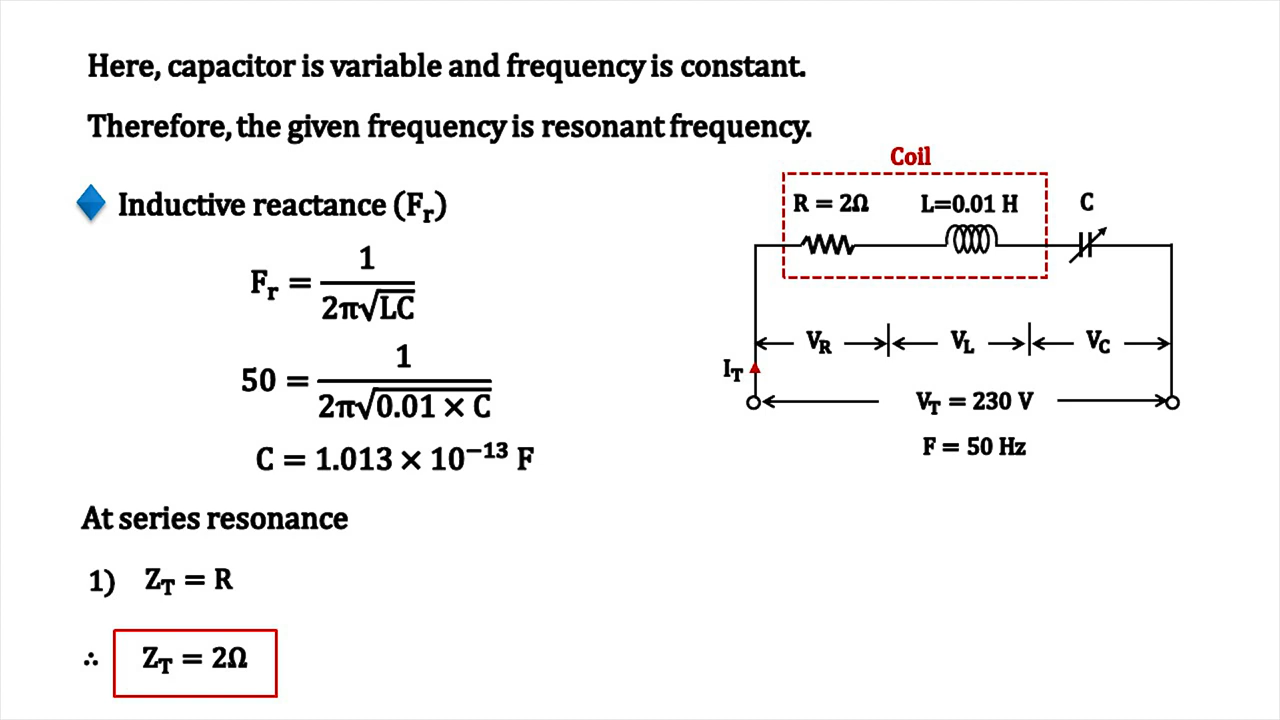 Here, capacitor is variable and frequency is constant.
Therefore, the given frequency is resonant frequency.
Inductive reactance (Fᵣ)
Fᵣ = 1 / 2π√LC
50 = 1 / 2π√0.01 × C
C = 1.013 × 10⁻¹³ F
At series resonance
1) Z_T = R
∴ Z_T = 2Ω
Coil
R = 2Ω L=0.01 H C
V_R V_L V_C
I_T
V_T = 230 V
F = 50 Hz